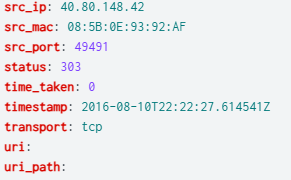 src_ip: 40.80.148.42
src_mac: 08:5B:0E:93:92:AF
src_port: 49491
status: 303
time_taken: 0
timestamp: 2016-08-10T22:22:27.614541Z
transport: tcp
uri:
uri_path: